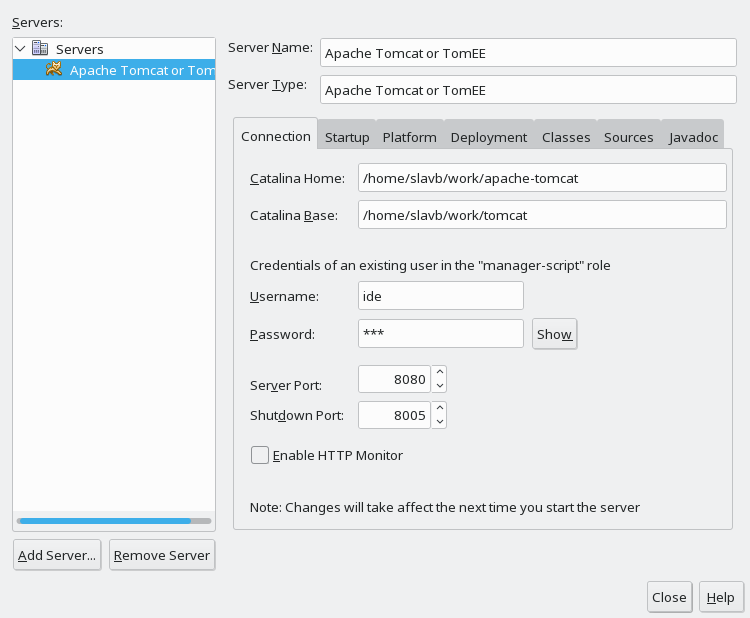 Servers:
Servers
Apache Tomcat or Tom
Add Server...
Remove Server
Server Name:
Apache Tomcat or TomEE
Server Type:
Apache Tomcat or TomEE
Connection Startup Platform Deployment Classes Sources Javadoc
Catalina Home:
/home/slavb/work/apache-tomcat
Catalina Base:
/home/slavb/work/tomcat
Credentials of an existing user in the "manager-script" role
Username:
ide
Password:
***
Show
Server Port:
8080
Shutdown Port:
8005
Enable HTTP Monitor
Note: Changes will take affect the next time you start the server
Close
Help